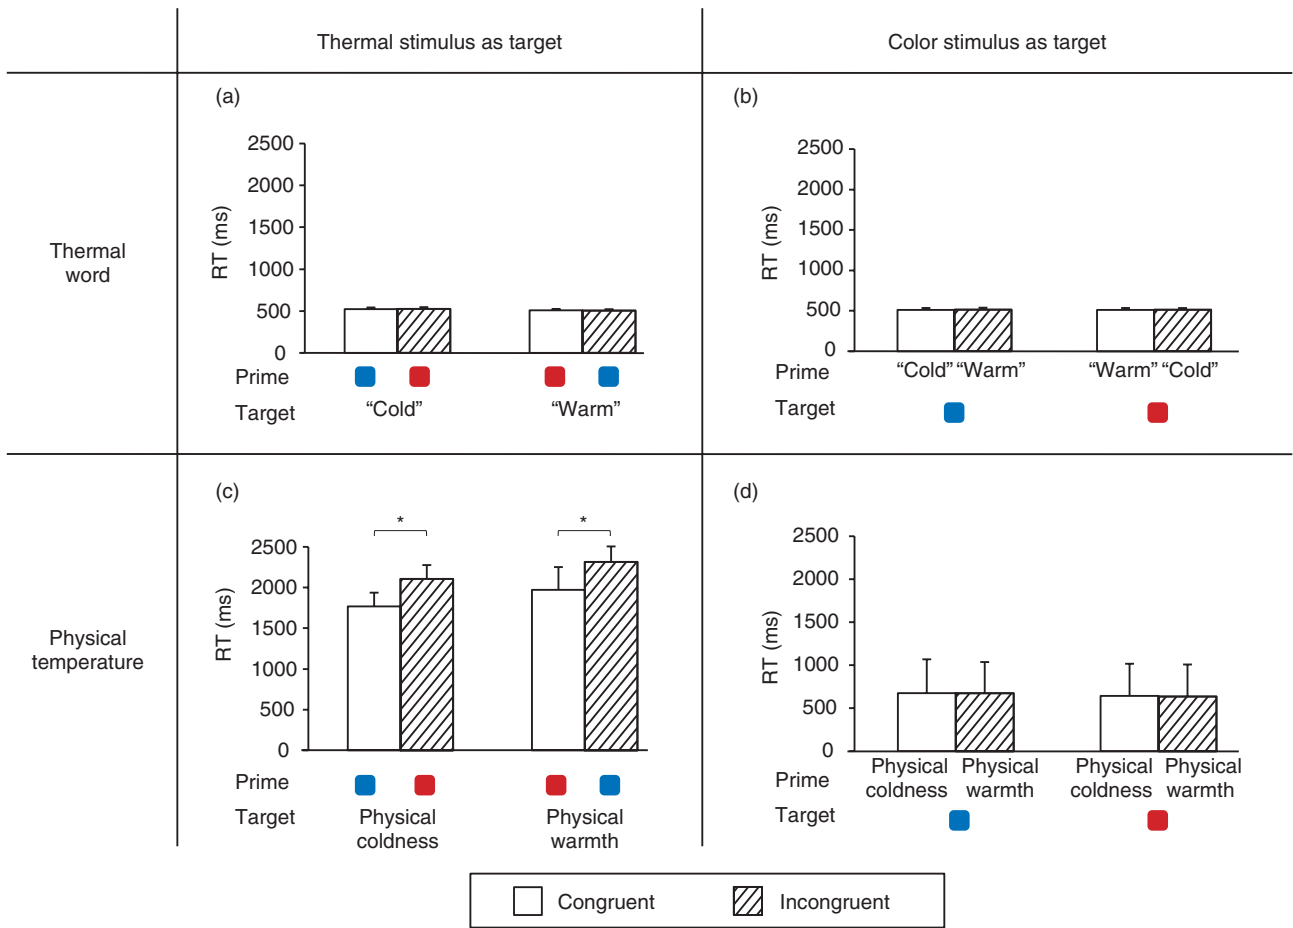 Thermal stimulus as target
Color stimulus as target
Thermal
word
(a)
2500
2000
1500
1000
500
0
RT (ms)
Prime
Target
“Cold”
“Warm”
(b)
2500
2000
1500
1000
500
0
RT (ms)
Prime
“Cold” “Warm”
“Warm” “Cold”
Target
Physical
temperature
(c)
*
*
2500
2000
1500
1000
500
0
RT (ms)
Prime
Target
Physical
coldness
Physical
warmth
(d)
2500
2000
1500
1000
500
0
RT (ms)
Prime
Physical
coldness
Physical
warmth
Physical
coldness
Physical
warmth
Target
Congruent
Incongruent